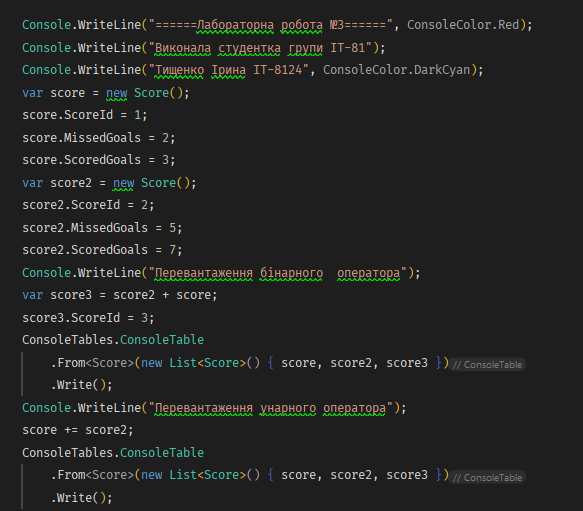 Console.WriteLine("======Лабораторна робота №3======", ConsoleColor.Red);
Console.WriteLine("Виконала студентка групи ІТ-81");
Console.WriteLine("Тищенко Ірина ІТ-8124", ConsoleColor.DarkCyan);
var score = new Score();
score.ScoreId = 1;
score.MissedGoals = 2;
score.ScoredGoals = 3;
var score2 = new Score();
score2.ScoreId = 2;
score2.MissedGoals = 5;
score2.ScoredGoals = 7;
Console.WriteLine("Перевантаження бінарного  оператора");
var score3 = score2 + score;
score3.ScoreId = 3;
ConsoleTables.ConsoleTable
    .From<Score>(new List<Score>() { score, score2, score3 }) // ConsoleTable
    .Write();
Console.WriteLine("Перевантаження унарного оператора");
score += score2;
ConsoleTables.ConsoleTable
    .From<Score>(new List<Score>() { score, score2, score3 }) // ConsoleTable
    .Write();